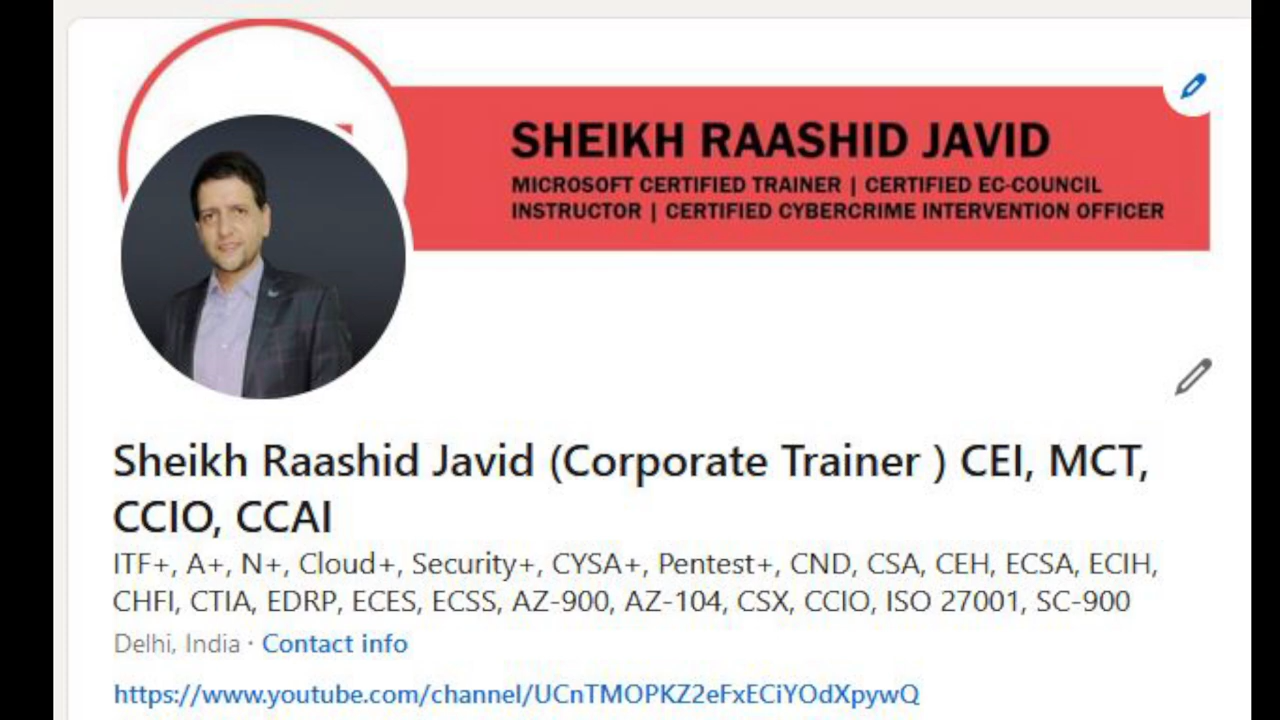 SHEIKH RAASHID JAVID
MICROSOFT CERTIFIED TRAINER | CERTIFIED EC-COUNCIL
INSTRUCTOR | CERTIFIED CYBERCRIME INTERVENTION OFFICER
Sheikh Raashid Javid (Corporate Trainer ) CEI, MCT,
CCIO, CCAI
ITF+, A+, N+, Cloud+, Security+, CYSA+, Pentest+, CND, CSA, CEH, ECSA, ECIH,
CHFI, CTIA, EDRP, ECES, ECSS, AZ-900, AZ-104, CSX, CCIO, ISO 27001, SC-900
Delhi, India · Contact info
https://www.youtube.com/channel/UCnTMOPKZ2eFxECiYOdXpywQ